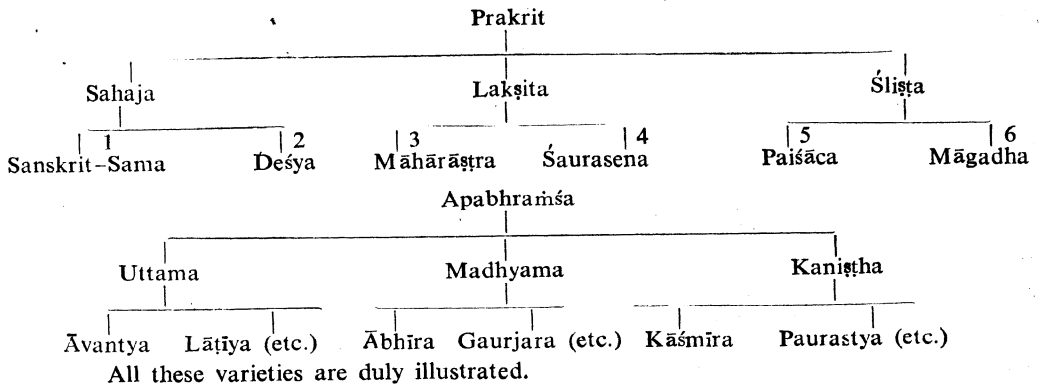 Prakrit
Sahaja Lakṣita Śliṣṭa
1 2 3 4 5 6
Sanskrit-Sama Deśya Māhārāṣṭra Śaurasena Paiśāca Māgadha
Apabhraṁśa
Uttama Madhyama Kaniṣṭha
Āvantya Lāṭīya (etc.) Ābhīra Gaurjara (etc.) Kāśmīra Paurastya (etc.)
All these varieties are duly illustrated.